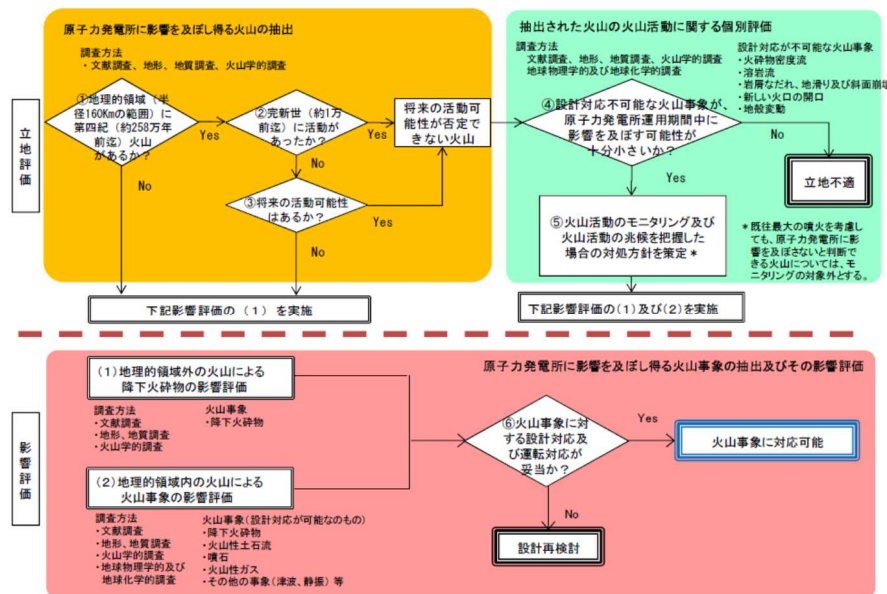 原子力発電所に影響を及ぼし得る火山の抽出
調査方法
・文献調査、地形、地質調査、火山学的調査
①地理的領域（半
径160Kmの範囲）に
第四紀（約258万年
前迄）火山
があるか？
Yes
No
②完新世（約1万
前迄）に活動が
あったか？
Yes
No
③将来の活動可能性
はあるか？
Yes
No
将来の活動可
能性が否定で
きない火山
立地評価
下記影響評価の（1）を実施
抽出された火山の火山活動に関する個別評価
調査方法
文献調査、地形、地質調査、火山学的調査
地球物理学的及び地球化学的調査
設計対応が不可能な火山事象
・火砕物密度流
・溶岩流
・岩屑なだれ、地滑り及び斜面崩壊
・新しい火口の開口
・地殻変動
④設計対応不可能な火山事象が、
原子力発電所運用期間中に
影響を及ぼす可能性が
十分小さいか？
No
Yes
立地不適
⑤火山活動のモニタリング及び
火山活動の兆候を把握した
場合の対処方針を策定＊
＊既往最大の噴火を考慮し
ても、原子力発電所に影
響を及ぼさないと判断で
きる火山については、モ
ニタリングの対象外とする。
下記影響評価の(1)及び(2)を実施
影響評価
原子力発電所に影響を及ぼし得る火山事象の抽出及びその影響評価
(1)地理的領域外の火山による
降下火砕物の影響評価
調査方法
・文献調査
・地形、地質調査
・火山学的調査
火山事象
・降下火砕物
(2)地理的領域内の火山による
火山事象の影響評価
調査方法
・文献調査
・地形、地質調査
・火山学的調査
・地球物理学的及び
地球化学的調査
火山事象(設計対応が可能なもの)
・降下火砕物
・火山性土石流
・噴石
・火山性ガス
・その他の事象(津波、静振) 等
⑥火山事象に対
する設計対応及
び運転対応が
妥当か？
Yes
No
火山事象に対応可能
設計再検討